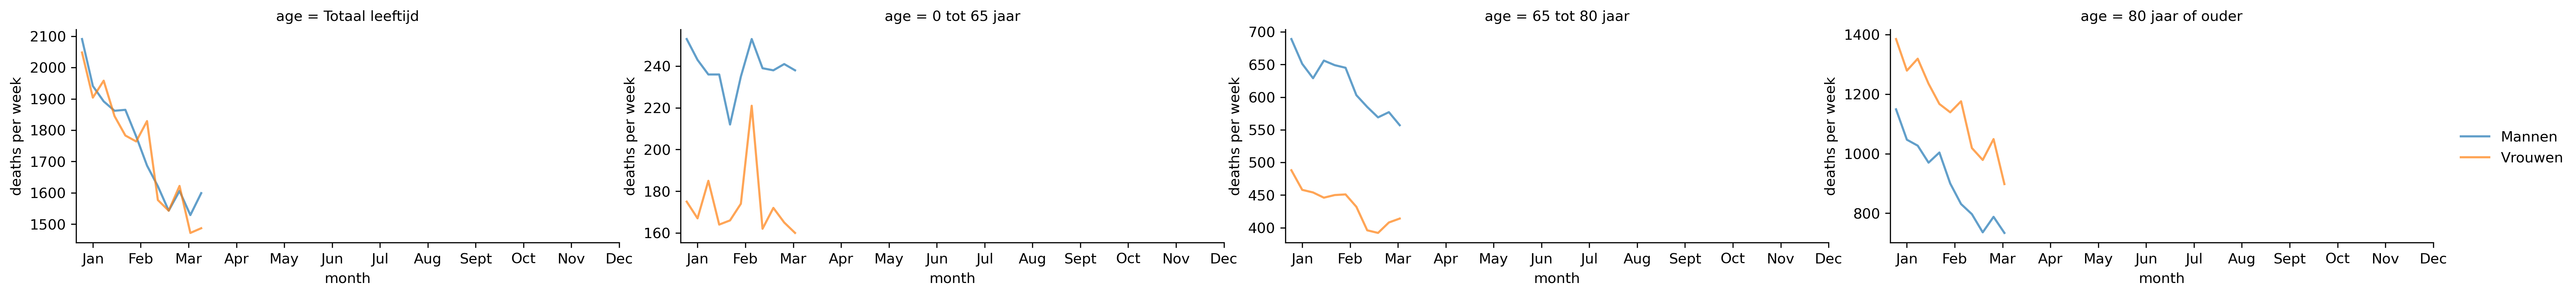 age = Totaal leeftijd
deaths per week
2100
2000
1900
1800
1700
1600
1500
Jan Feb Mar Apr May Jun Jul Aug Sept Oct Nov Dec
month
age = 0 tot 65 jaar
deaths per week
240
220
200
180
160
Jan Feb Mar Apr May Jun Jul Aug Sept Oct Nov Dec
month
age = 65 tot 80 jaar
deaths per week
700
650
600
550
500
450
400
Jan Feb Mar Apr May Jun Jul Aug Sept Oct Nov Dec
month
age = 80 jaar of ouder
deaths per week
1400
1200
1000
800
Jan Feb Mar Apr May Jun Jul Aug Sept Oct Nov Dec
month
Mannen
Vrouwen